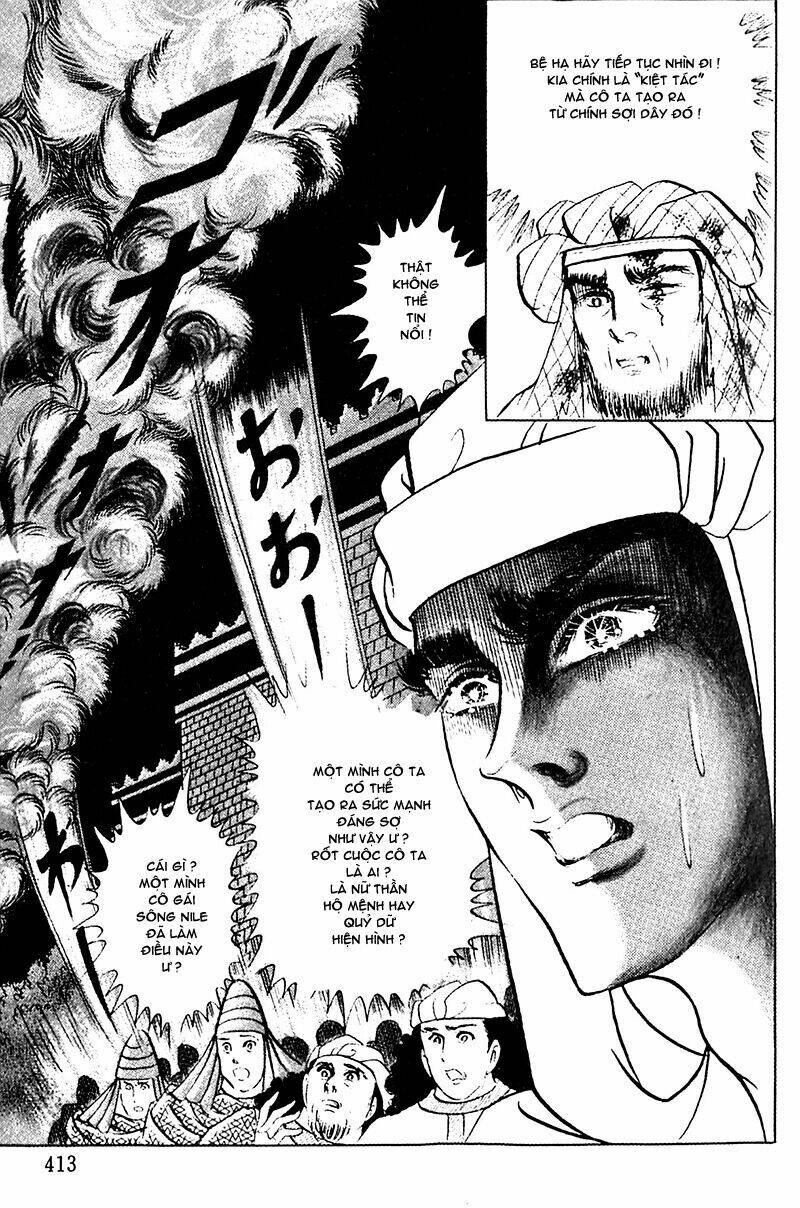 BỆ HẠ HÃY TIẾP TỤC NHÌN ĐI !
KIA CHÍNH LÀ "KIỆT TÁC"
MÀ CÔ TA TẠO RA
TỪ CHÍNH SỢI DÂY ĐÓ !
THẬT
KHÔNG
THỂ
TIN
NỔI !
ゴオ
おおー
わー
MỘT MÌNH CÔ TA
CÓ THỂ
TẠO RA SỨC MẠNH
ĐÁNG SỢ
NHƯ VẬY Ư ?
RỐT CUỘC CÔ TA
LÀ AI ?
LÀ NỮ THẦN
HỘ MỆNH HAY
QUỶ DỮ
HIỆN HÌNH ?
CÁI GÌ ?
MỘT MÌNH
CÔ GÁI
SÔNG NILE
ĐÃ LÀM
ĐIỀU NÀY
Ư ?
413